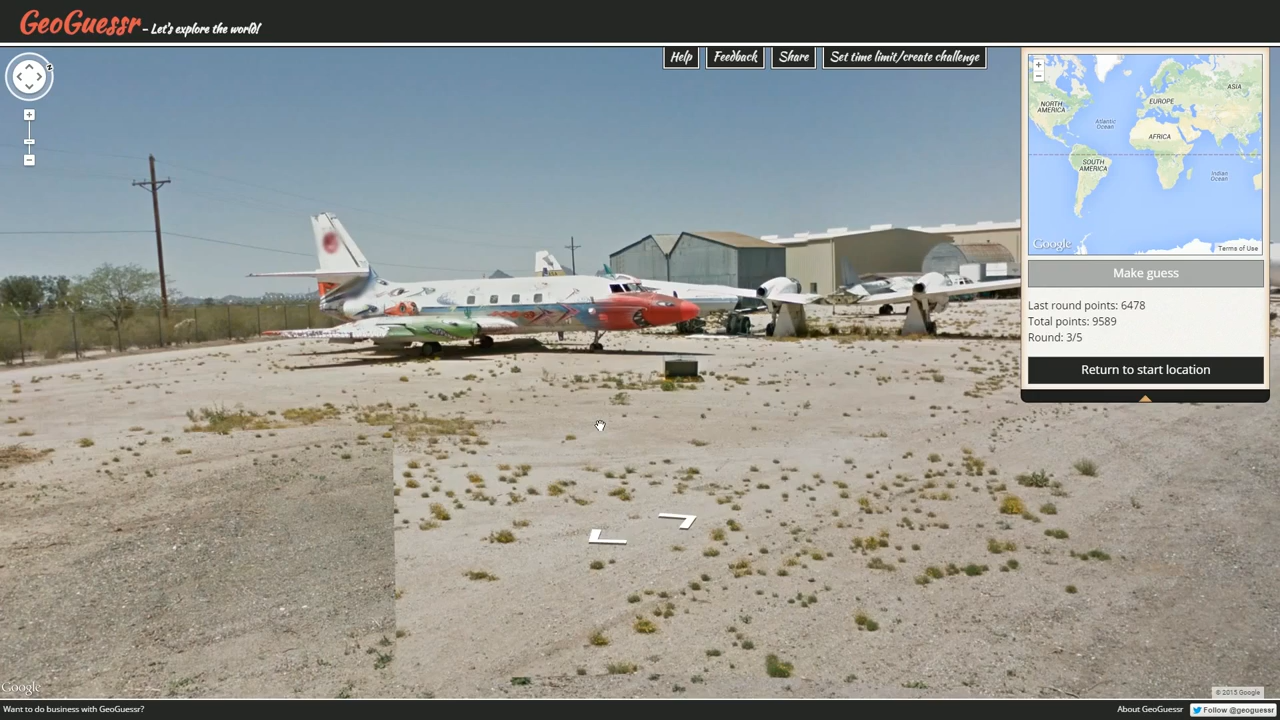 GeoGuessr - Let's explore the world!
Help
Feedback
Share
Set time limit/create challenge
N
+
−
+
−
NORTH AMERICA
EUROPE
ASIA
Atlantic Ocean
AFRICA
SOUTH AMERICA
Indian Ocean
Google
Terms of Use
Make guess
Last round points: 6478
Total points: 9589
Round: 3/5
Return to start location
Google
© 2015 Google
Want to do business with GeoGuessr?
About GeoGuessr
Follow @geoguessr